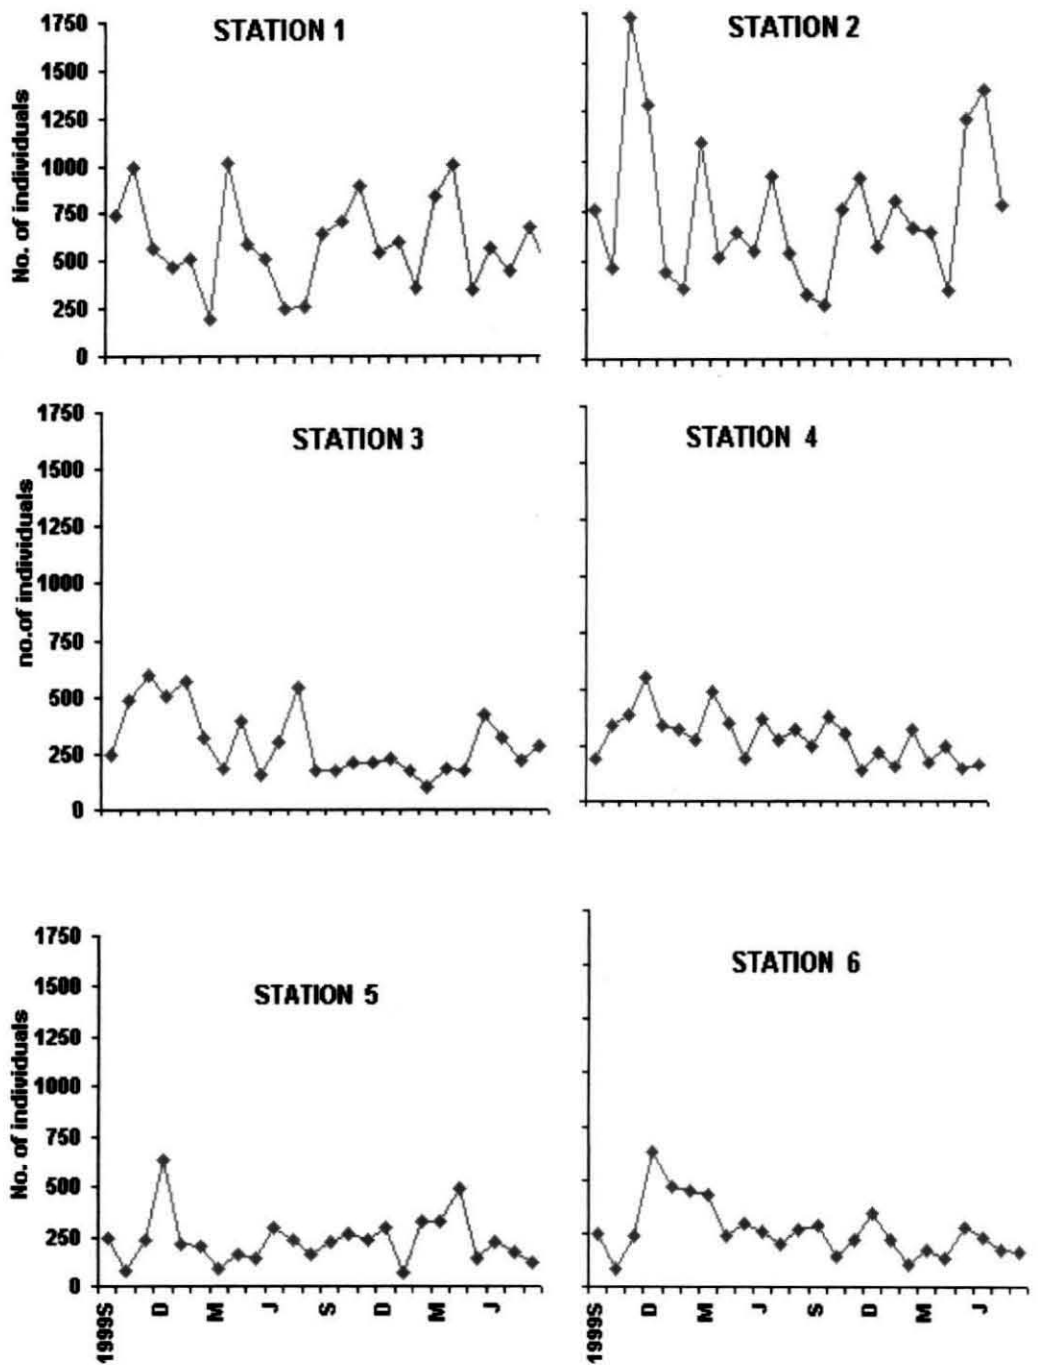 STATION 1
No. of individuals
1750
1500
1250
1000
750
500
250
0
STATION 2
STATION 3
no.of individuals
1750
1500
1250
1000
750
500
250
0
STATION 4
STATION 5
No. of individuals
1750
1500
1250
1000
750
500
250
0
1999S
D
M
J
S
D
M
J
STATION 6
1999S
D
M
J
S
D
M
J